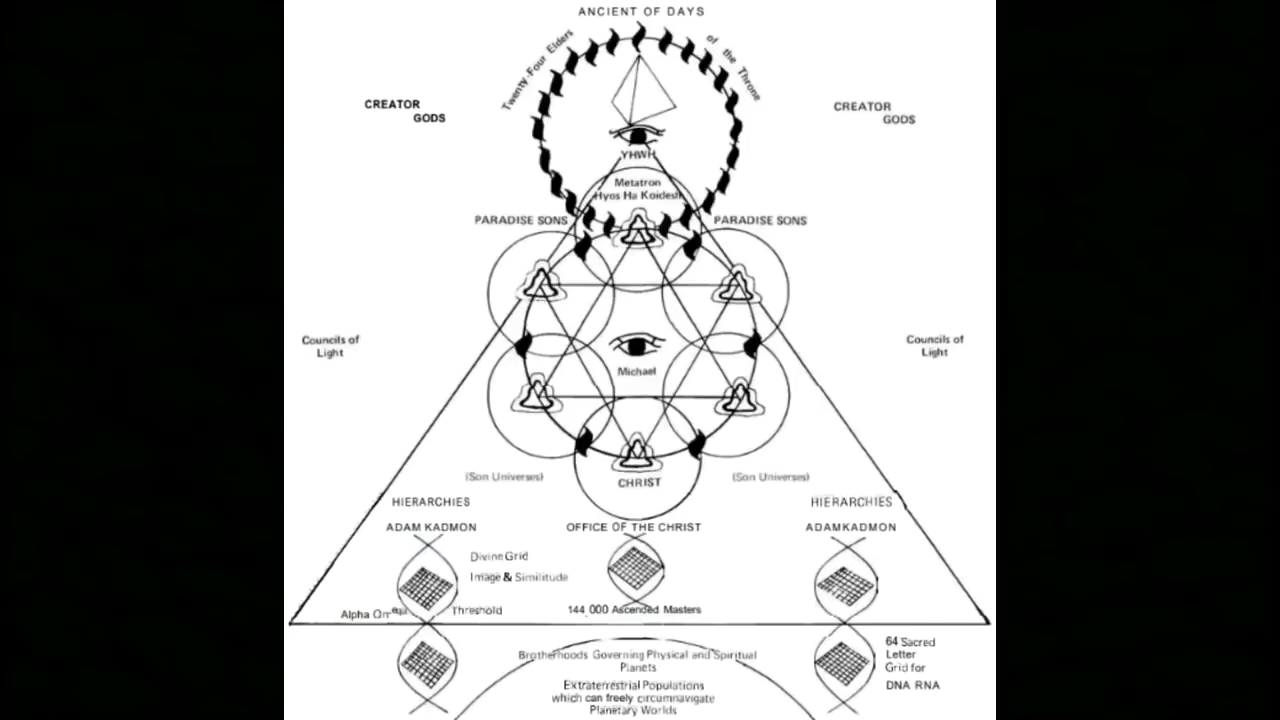 ANCIENT OF DAYS
Twenty-Four Elders
of the Throne
CREATOR
GODS
CREATOR
GODS
YHWH
Metatron
Hyos Ha Koidesh
PARADISE SONS
PARADISE SONS
Councils of
Light
Councils of
Light
Michael
(Son Universes)
CHRIST
(Son Universes)
HIERARCHIES
HIERARCHIES
ADAM KADMON
OFFICE OF THE CHRIST
ADAMKADMON
Divine Grid
Image & Similitude
Alpha Omega
Threshold
144 000 Ascended Masters
Brotherhoods Governing Physical and Spiritual
Planets
Extraterrestrial Populations
which can freely circumnavigate
Planetary Worlds
64 Sacred
Letter
Grid for
DNA RNA